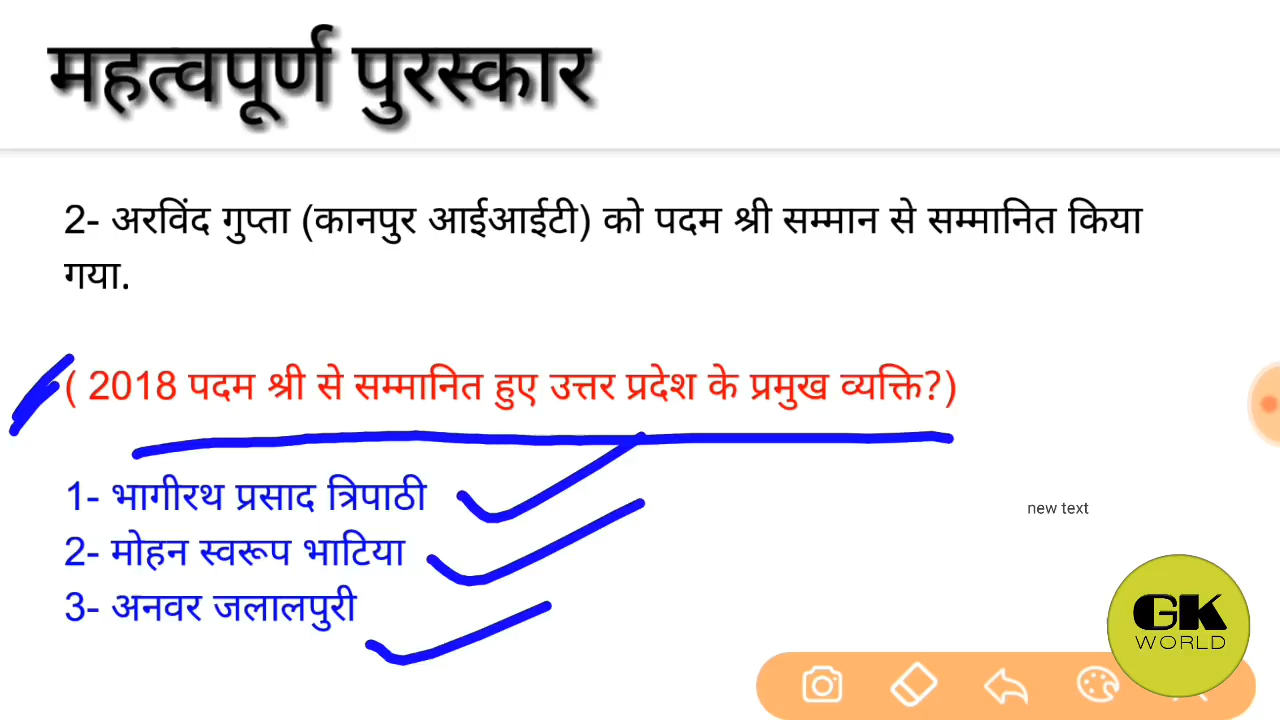 महत्वपूर्ण पुरस्कार
2- अरविंद गुप्ता (कानपुर आईआईटी) को पदम श्री सम्मान से सम्मानित किया
गया.
( 2018 पदम श्री से सम्मानित हुए उत्तर प्रदेश के प्रमुख व्यक्ति?)
1- भागीरथ प्रसाद त्रिपाठी
2- मोहन स्वरूप भाटिया
3- अनवर जलालपुरी
new text
GK
WORLD